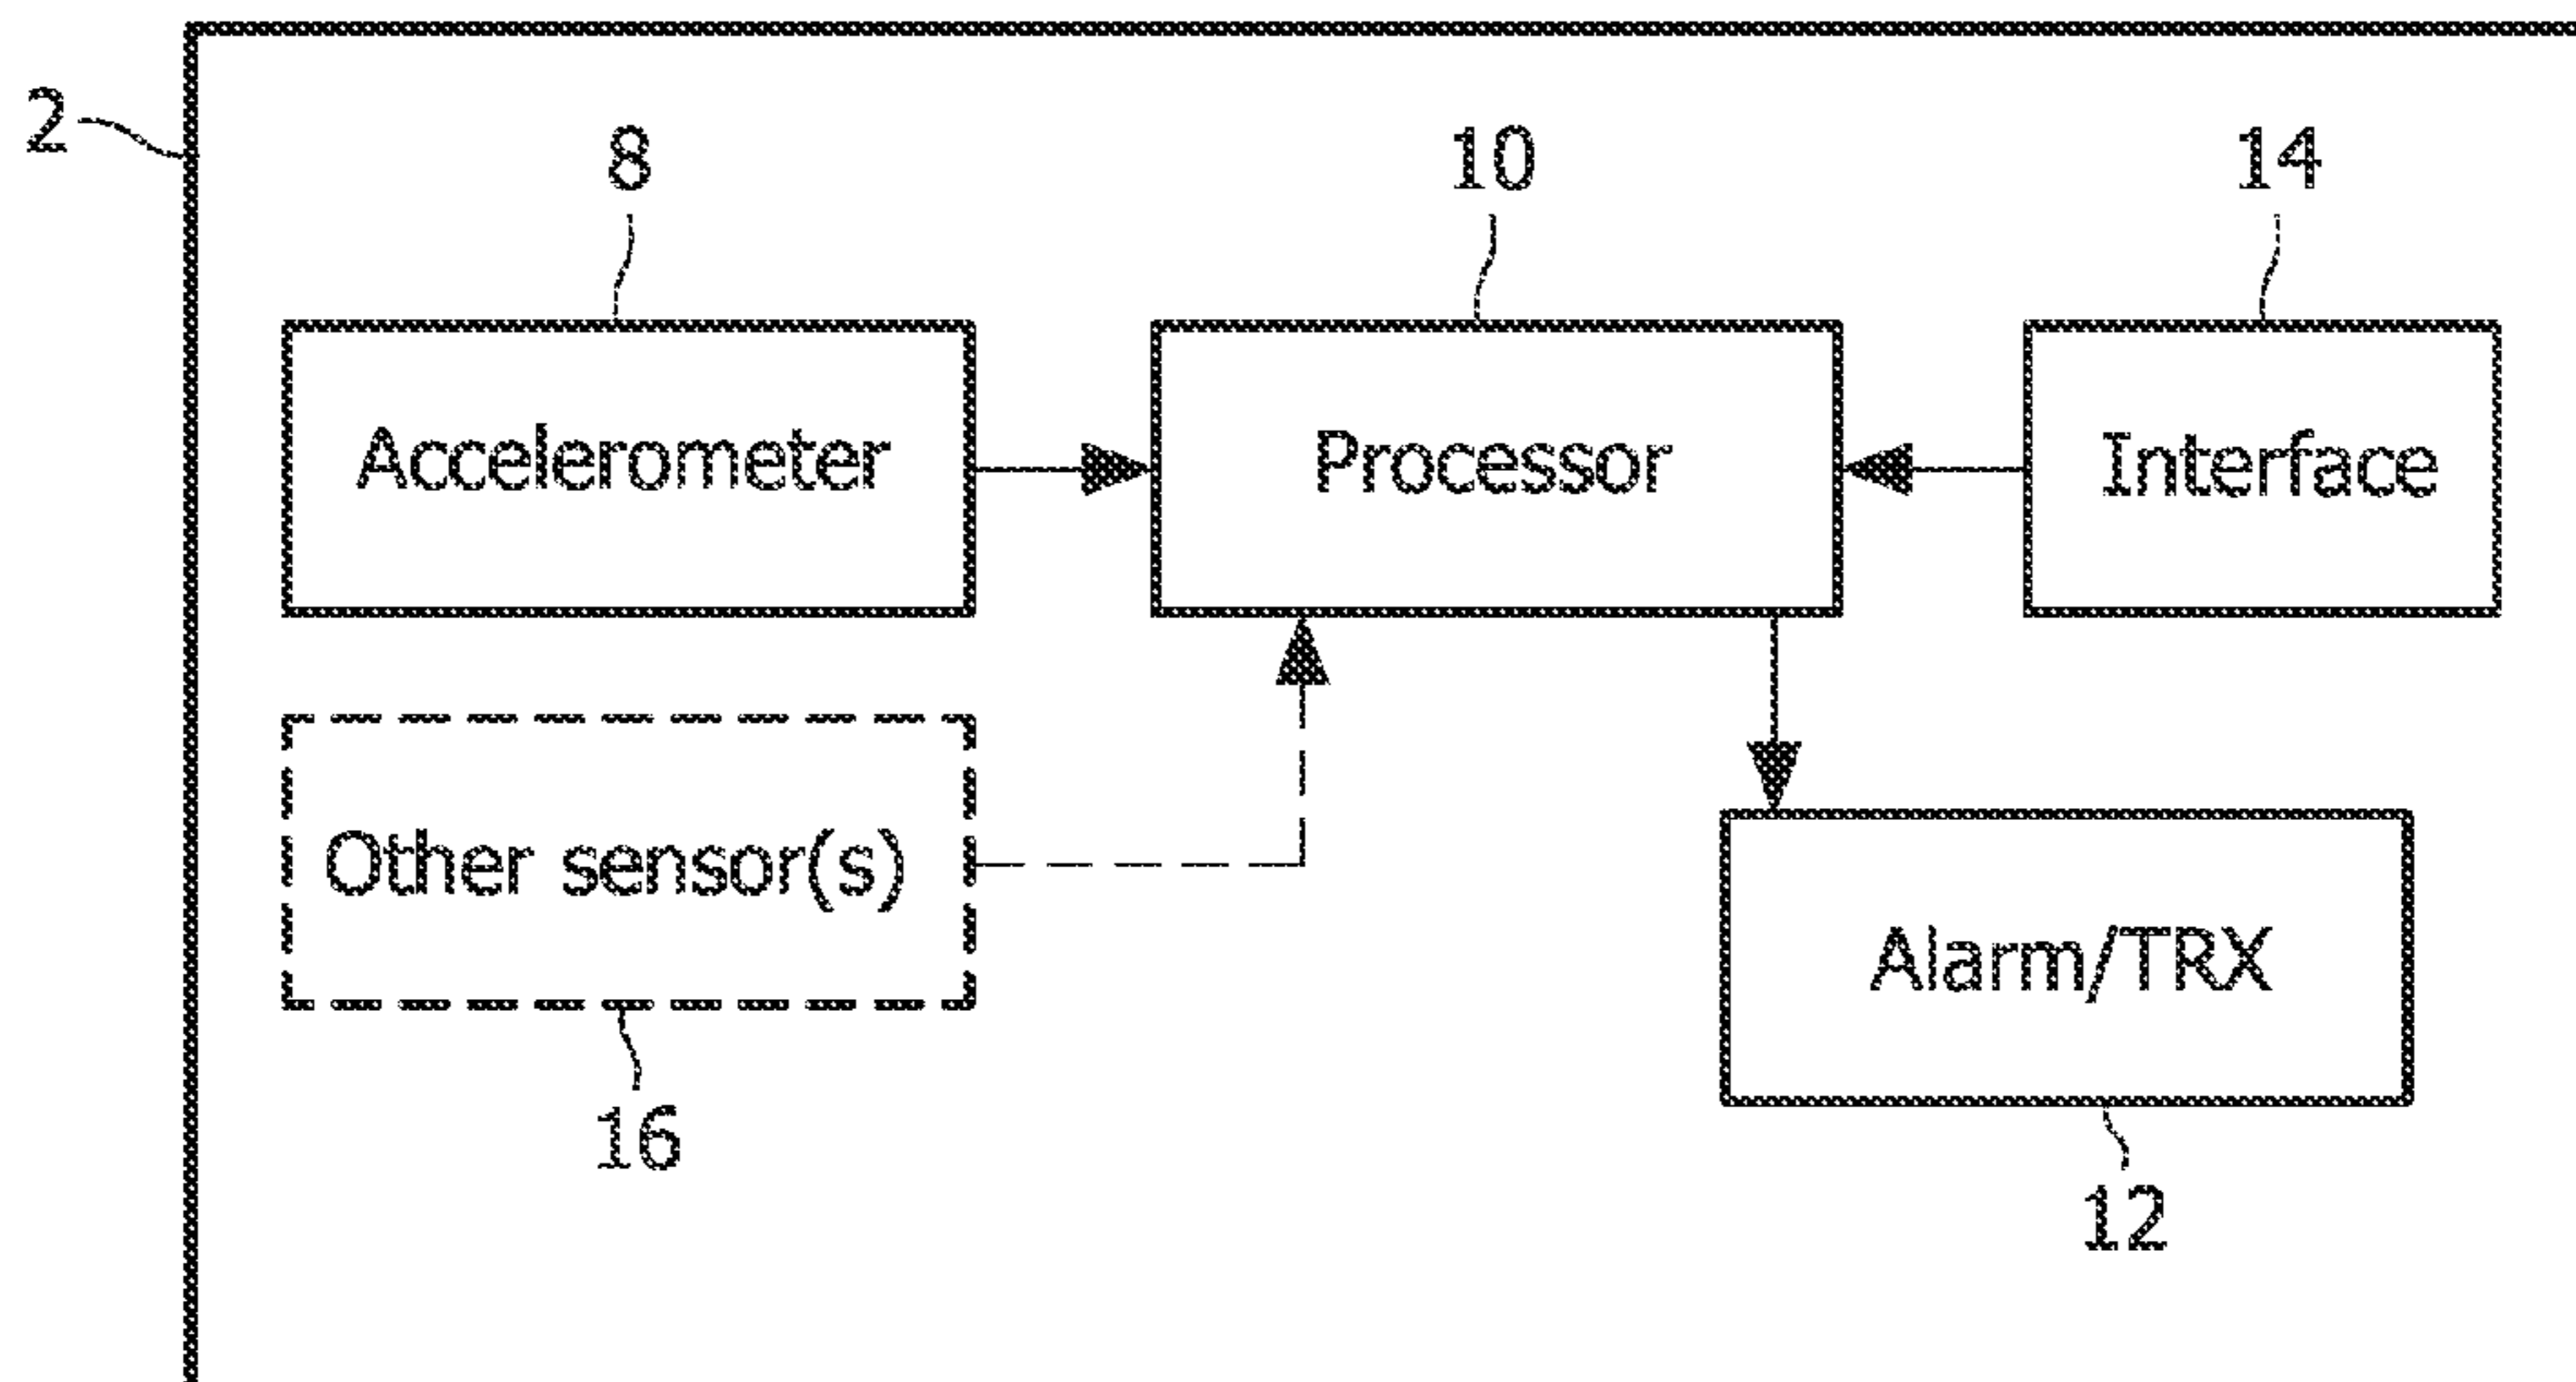 2
8
10
14
Accelerometer
Processor
Interface
Other sensor(s)
Alarm/TRX
16
12